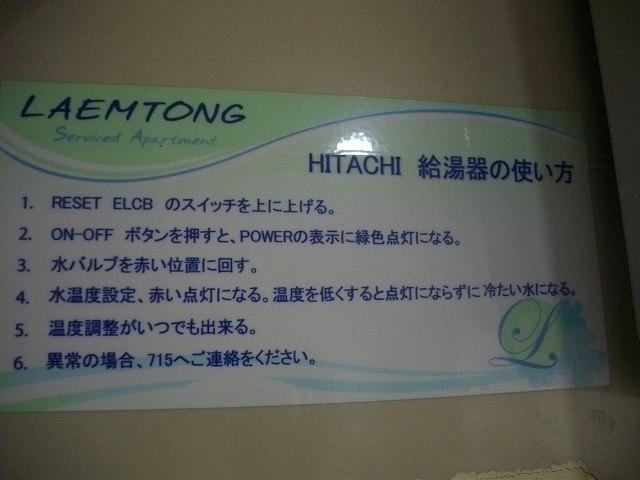 LAEMTONG
Serviced Apartment
HITACHI 給湯器の使い方
1. RESET ELCB のスイッチを上に上げる。
2. ON-OFF ボタンを押すと、POWERの表示に緑色点灯になる。
3. 水バルブを赤い位置に回す。
4. 水温度設定、赤い点灯になる。温度を低くすると点灯にならずに 冷たい水になる。
5. 温度調整がいつでも出来る。
6. 異常の場合、715へご連絡をください。
L